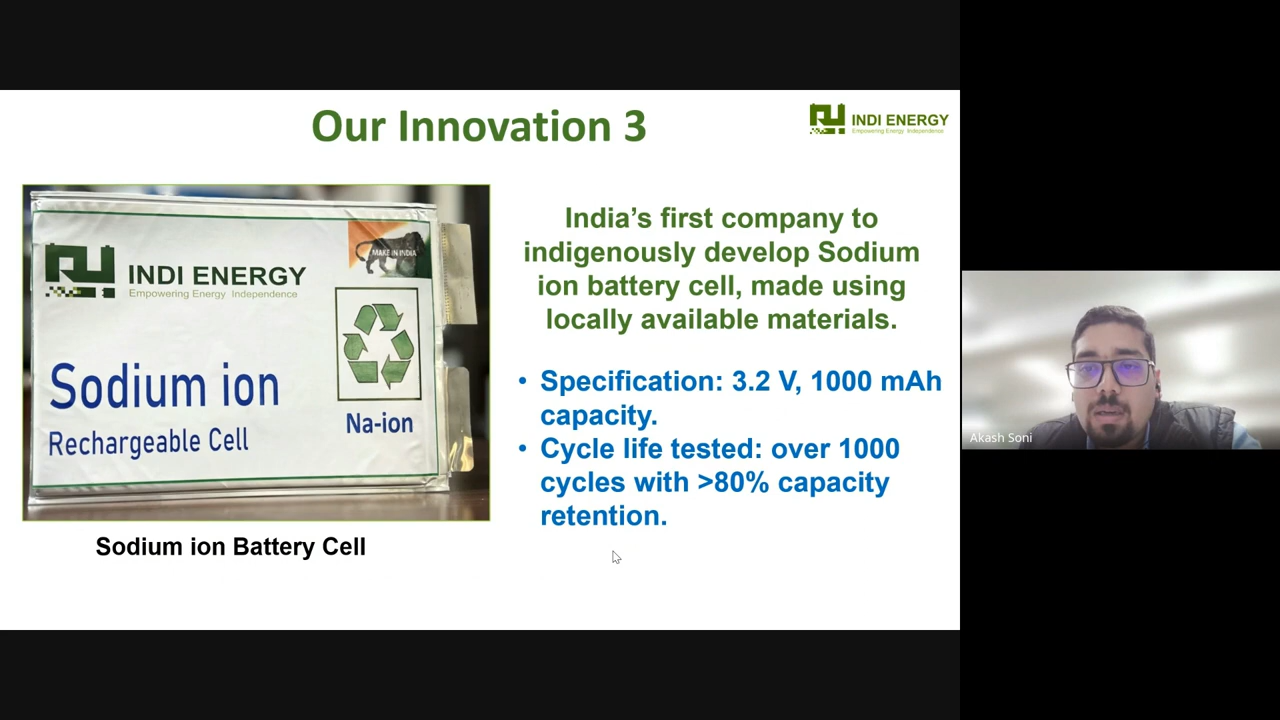 Our Innovation 3
INDI ENERGY
Empowering Energy Independence
MAKE IN INDIA
INDI ENERGY
Empowering Energy Independence
Sodium ion
Rechargeable Cell
Na-ion
Sodium ion Battery Cell
India’s first company to
indigenously develop Sodium
ion battery cell, made using
locally available materials.
• Specification: 3.2 V, 1000 mAh
capacity.
• Cycle life tested: over 1000
cycles with >80% capacity
retention.
Akash Soni